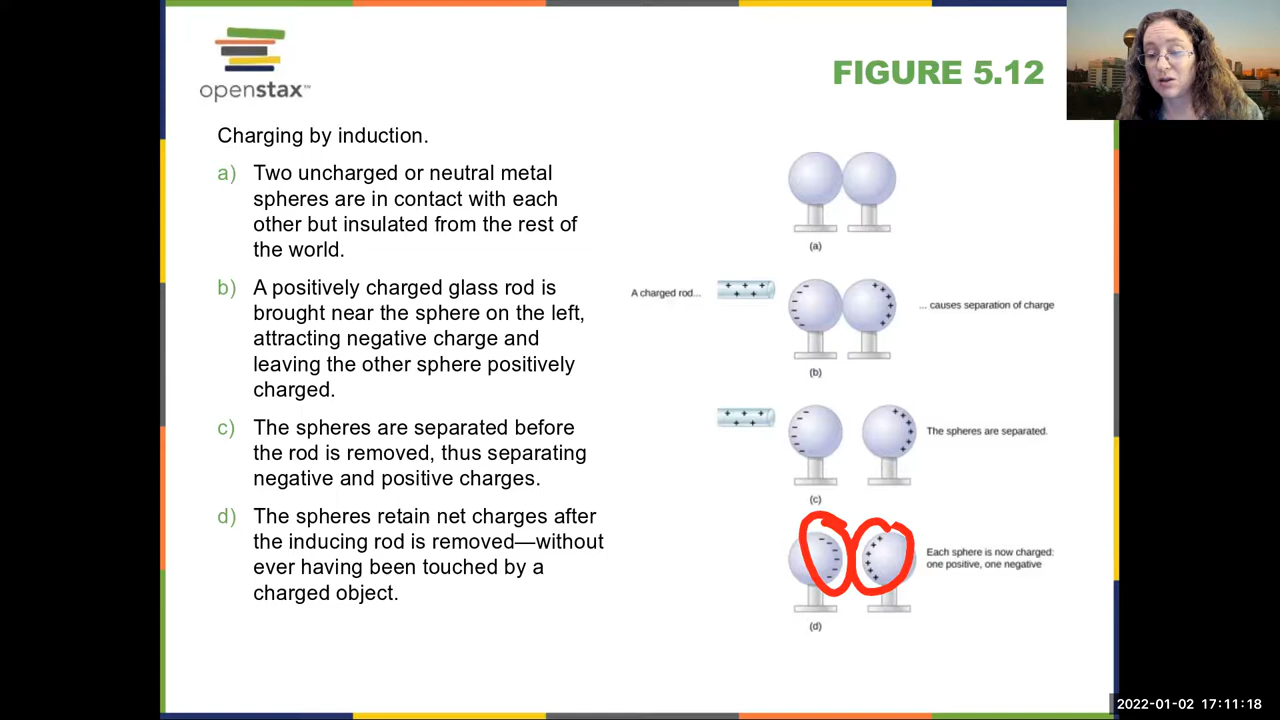 openstax™
FIGURE 5.12
Charging by induction.
a) Two uncharged or neutral metal
spheres are in contact with each
other but insulated from the rest of
the world.
b) A positively charged glass rod is
brought near the sphere on the left,
attracting negative charge and
leaving the other sphere positively
charged.
c) The spheres are separated before
the rod is removed, thus separating
negative and positive charges.
d) The spheres retain net charges after
the inducing rod is removed—without
ever having been touched by a
charged object.
(a)
A charged rod...
... causes separation of charge
(b)
The spheres are separated.
(c)
Each sphere is now charged:
one positive, one negative
(d)
2022-01-02 17:11:18